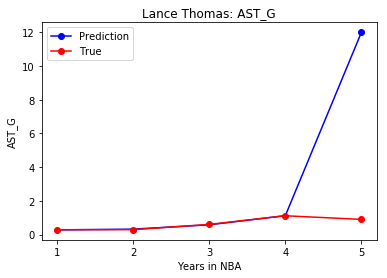 Lance Thomas: AST_G
Prediction
True
12
10
8
6
4
2
0
AST_G
1 2 3 4 5
Years in NBA